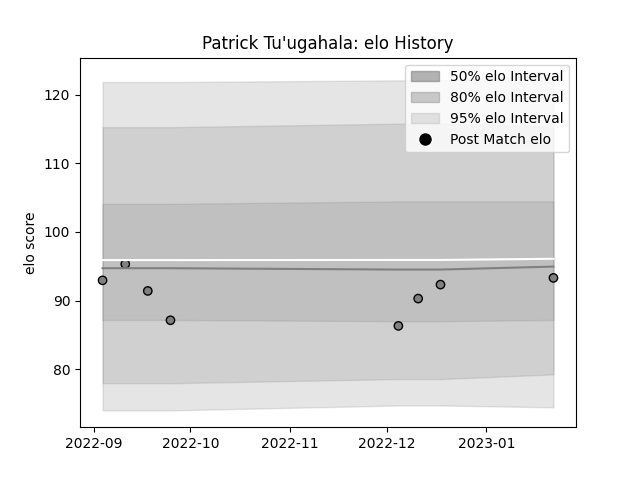 Patrick Tu'ugahala: elo History
50% elo Interval
80% elo Interval
95% elo Interval
Post Match elo
elo score
120
110
100
90
80
2022-09
2022-10
2022-11
2022-12
2023-01